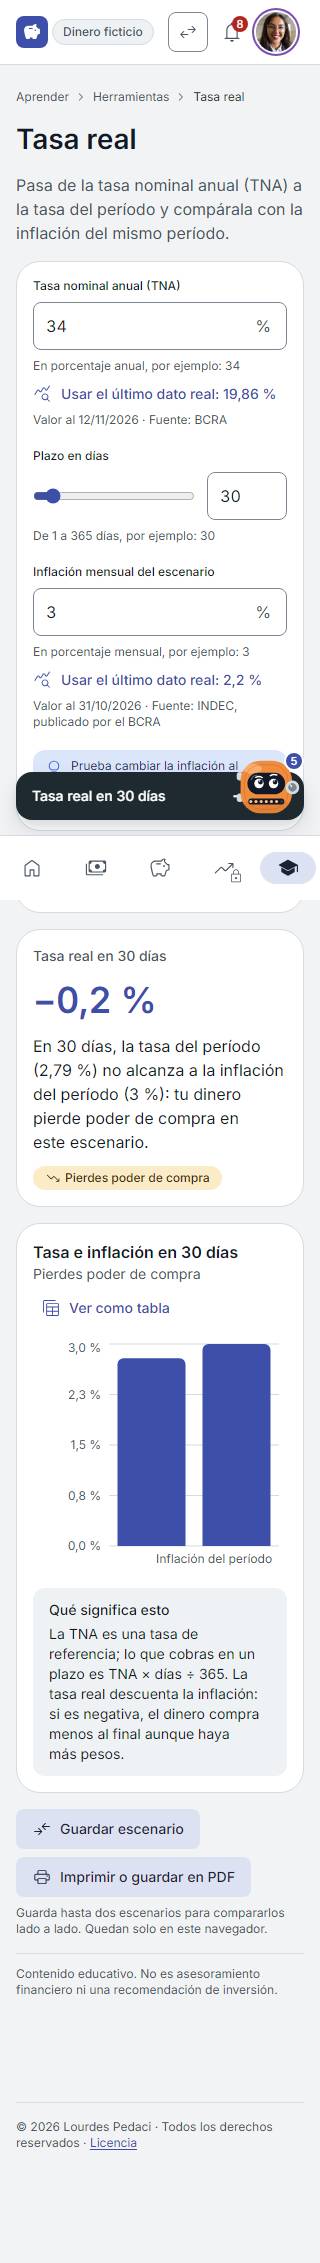 Dinero ficticio
8
Aprender > Herramientas > Tasa real
Tasa real
Pasa de la tasa nominal anual (TNA) a
la tasa del período y compárala con la
inflación del mismo período.
Tasa nominal anual (TNA)
34 %
En porcentaje anual, por ejemplo: 34
Usar el último dato real: 19,86 %
Valor al 12/11/2026 · Fuente: BCRA
Plazo en días
30
De 1 a 365 días, por ejemplo: 30
Inflación mensual del escenario
3 %
En porcentaje mensual, por ejemplo: 3
Usar el último dato real: 2,2 %
Valor al 31/10/2026 · Fuente: INDEC,
publicado por el BCRA
Prueba cambiar la inflación al
5
Tasa real en 30 días
Tasa real en 30 días
−0,2 %
En 30 días, la tasa del período
(2,79 %) no alcanza a la inflación
del período (3 %): tu dinero
pierde poder de compra en
este escenario.
Pierdes poder de compra
Tasa e inflación en 30 días
Pierdes poder de compra
Ver como tabla
3,0 %
2,3 %
1,5 %
0,8 %
0,0 %
Inflación del período
Qué significa esto
La TNA es una tasa de
referencia; lo que cobras en un
plazo es TNA × días ÷ 365. La
tasa real descuenta la inflación:
si es negativa, el dinero compra
menos al final aunque haya
más pesos.
Guardar escenario
Imprimir o guardar en PDF
Guarda hasta dos escenarios para compararlos
lado a lado. Quedan solo en este navegador.
Contenido educativo. No es asesoramiento
financiero ni una recomendación de inversión.
© 2026 Lourdes Pedaci · Todos los derechos
reservados · Licencia